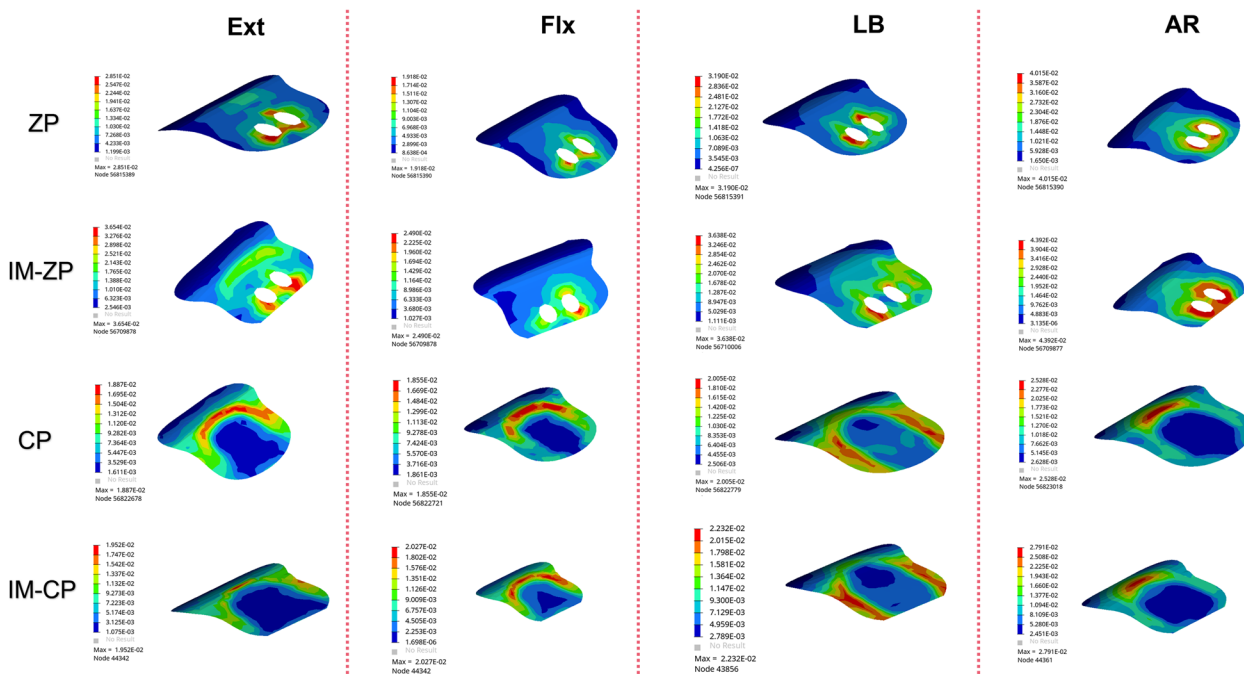 Ext
Flx
LB
AR
ZP
2.851E-02
2.547E-02
2.244E-02
1.941E-02
1.637E-02
1.334E-02
1.030E-02
7.268E-03
4.233E-03
1.199E-03
No Result
Max = 2.851E-02
Node 56815389
1.918E-02
1.714E-02
1.511E-02
1.307E-02
1.104E-02
9.003E-03
6.968E-03
4.933E-03
2.899E-03
8.638E-04
No Result
Max = 1.918E-02
Node 56815390
3.190E-02
2.836E-02
2.481E-02
2.127E-02
1.772E-02
1.418E-02
1.063E-02
7.089E-03
3.545E-03
4.256E-07
No Result
Max = 3.190E-02
Node 56815391
4.015E-02
3.587E-02
3.160E-02
2.732E-02
2.304E-02
1.876E-02
1.448E-02
1.021E-02
5.928E-03
1.650E-03
No Result
Max = 4.015E-02
Node 56815390
IM-ZP
3.654E-02
3.276E-02
2.898E-02
2.521E-02
2.143E-02
1.765E-02
1.388E-02
1.010E-02
6.323E-03
2.546E-03
No Result
Max = 3.654E-02
Node 56709878
2.490E-02
2.225E-02
1.960E-02
1.694E-02
1.429E-02
1.164E-02
8.986E-03
6.333E-03
3.680E-03
1.027E-03
No Result
Max = 2.490E-02
Node 56709878
3.638E-02
3.246E-02
2.854E-02
2.462E-02
2.070E-02
1.678E-02
1.287E-02
8.947E-03
5.029E-03
1.111E-03
No Result
Max = 3.638E-02
Node 56710006
4.392E-02
3.904E-02
3.416E-02
2.928E-02
2.440E-02
1.952E-02
1.464E-02
9.762E-03
4.883E-03
3.135E-06
No Result
Max = 4.392E-02
Node 56709877
CP
1.887E-02
1.695E-02
1.504E-02
1.312E-02
1.120E-02
9.282E-03
7.364E-03
5.447E-03
3.529E-03
1.611E-03
No Result
Max = 1.887E-02
Node 56822678
1.855E-02
1.669E-02
1.484E-02
1.299E-02
1.113E-02
9.278E-03
7.424E-03
5.570E-03
3.716E-03
1.861E-03
No Result
Max = 1.855E-02
Node 56822721
2.005E-02
1.810E-02
1.615E-02
1.420E-02
1.225E-02
1.030E-02
8.353E-03
6.404E-03
4.455E-03
2.506E-03
No Result
Max = 2.005E-02
Node 56822779
2.528E-02
2.277E-02
2.025E-02
1.773E-02
1.521E-02
1.270E-02
1.018E-02
7.662E-03
5.145E-03
2.628E-03
No Result
Max = 2.528E-02
Node 56823018
IM-CP
1.952E-02
1.747E-02
1.542E-02
1.337E-02
1.132E-02
9.273E-03
7.223E-03
5.174E-03
3.125E-03
1.075E-03
No Result
Max = 1.952E-02
Node 44342
2.027E-02
1.802E-02
1.576E-02
1.351E-02
1.126E-02
9.009E-03
6.757E-03
4.505E-03
2.253E-03
1.698E-06
No Result
Max = 2.027E-02
Node 44342
2.232E-02
2.015E-02
1.798E-02
1.581E-02
1.364E-02
1.147E-02
9.300E-03
7.129E-03
4.959E-03
2.789E-03
No Result
Max = 2.232E-02
Node 43856
2.791E-02
2.508E-02
2.225E-02
1.943E-02
1.660E-02
1.377E-02
1.094E-02
8.109E-03
5.280E-03
2.451E-03
No Result
Max = 2.791E-02
Node 44361